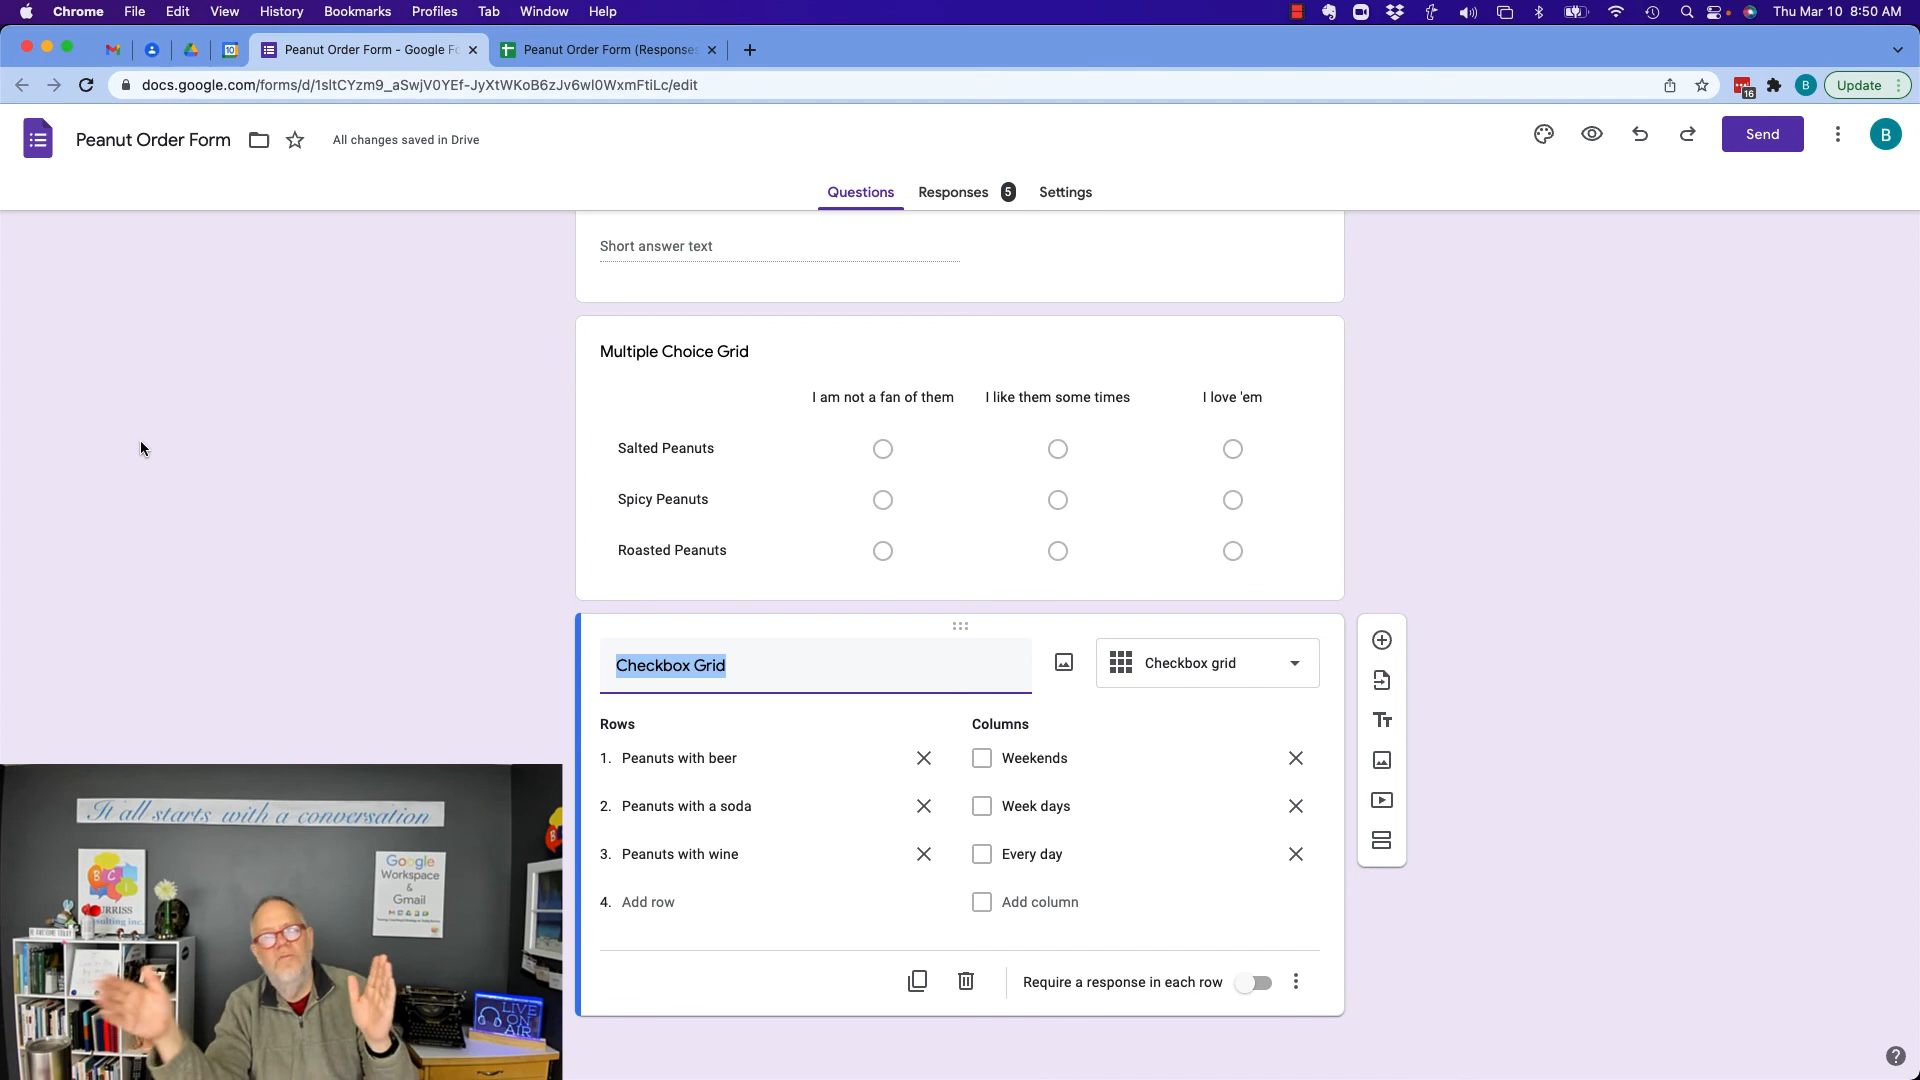 Chrome File Edit View History Bookmarks Profiles Tab Window Help
Thu Mar 10 8:50 AM
10
Peanut Order Form - Google Fo
Peanut Order Form (Responses
docs.google.com/forms/d/1sltCYzm9_aSwjV0YEf-JyXtWKoB6zJv6wl0WxmFtiLc/edit
16
B
Update
Peanut Order Form
All changes saved in Drive
Send
B
Questions Responses 5 Settings
Short answer text
Multiple Choice Grid
I am not a fan of them I like them some times I love 'em
Salted Peanuts
Spicy Peanuts
Roasted Peanuts
Checkbox Grid
Checkbox grid
Rows Columns
1. Peanuts with beer Weekends
2. Peanuts with a soda Week days
3. Peanuts with wine Every day
4. Add row Add column
Require a response in each row
It all starts with a conversation
B C I
Google
Workspace
&
Gmail
LIVE
ON
AIR